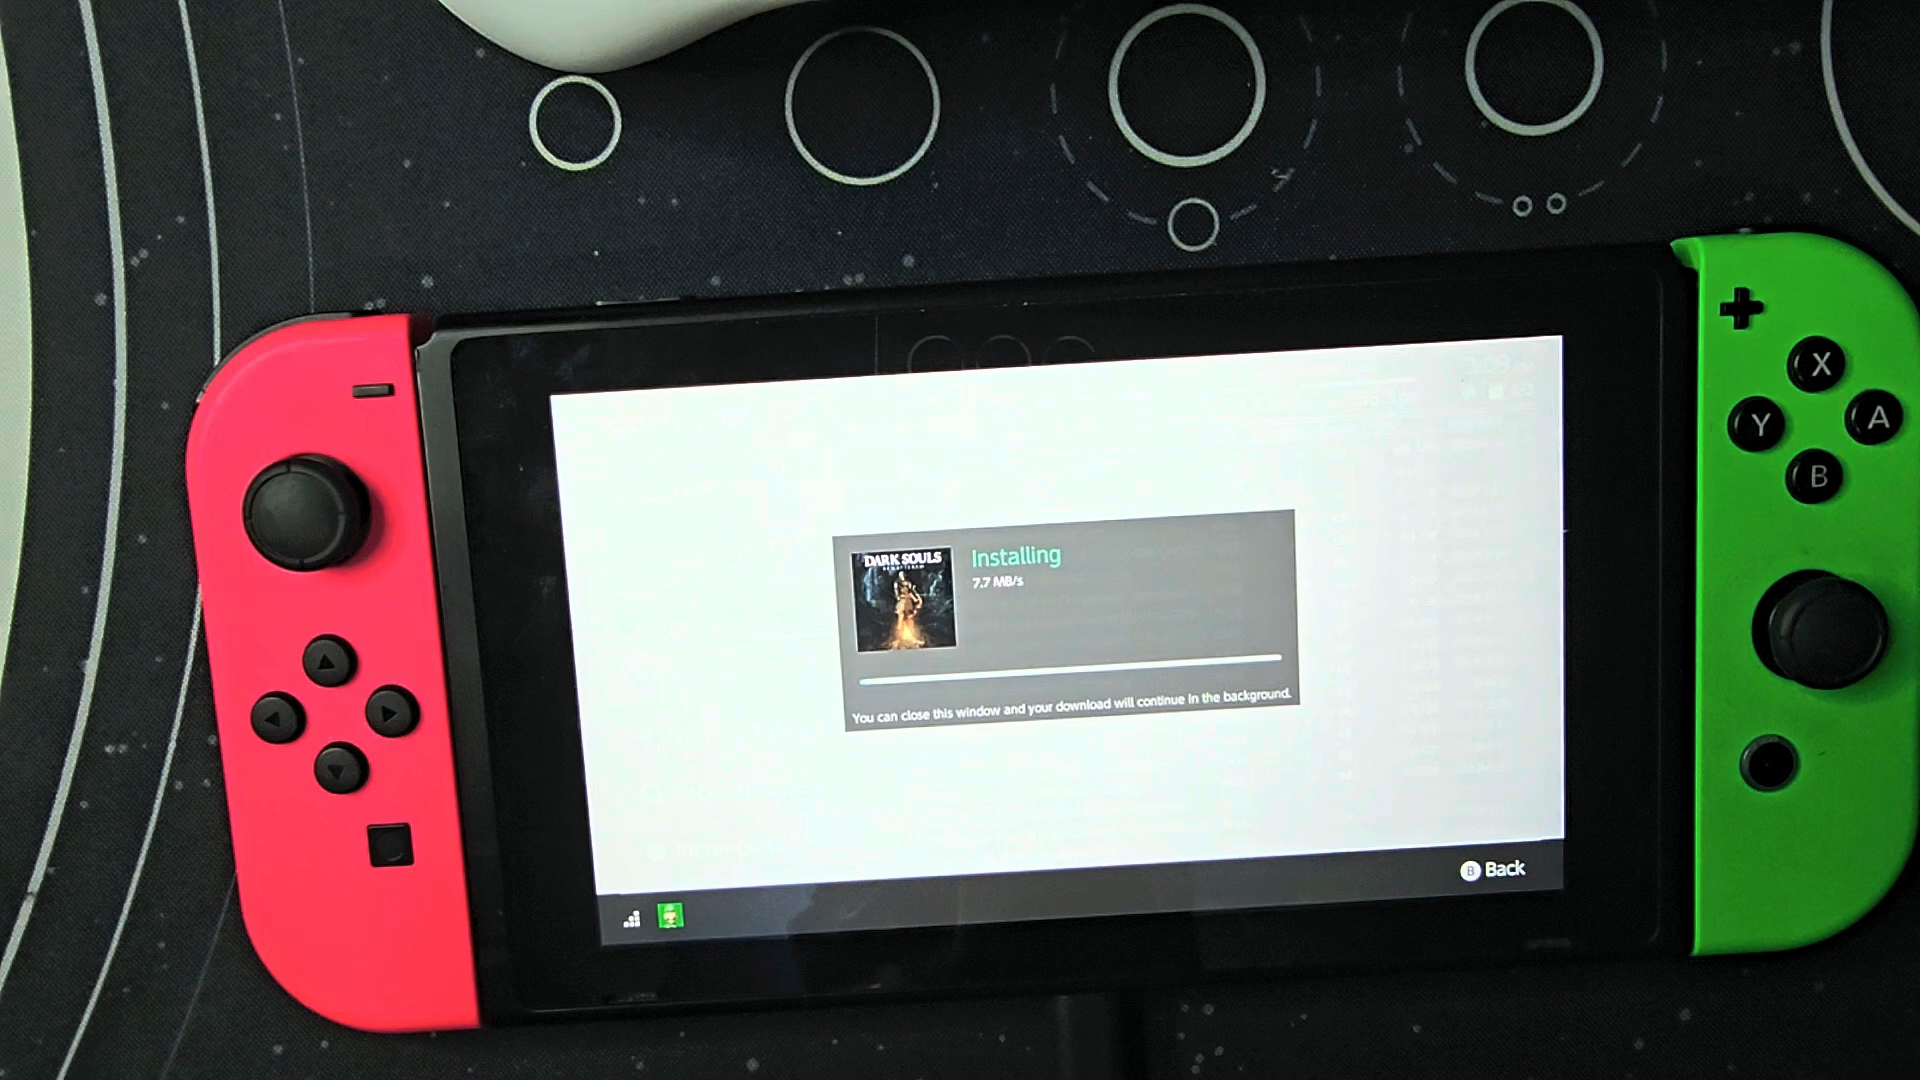 X
Y
A
B
DARK SOULS
REMASTERED
Installing
7.7 MB/s
You can close this window and your download will continue in the background.
B Back